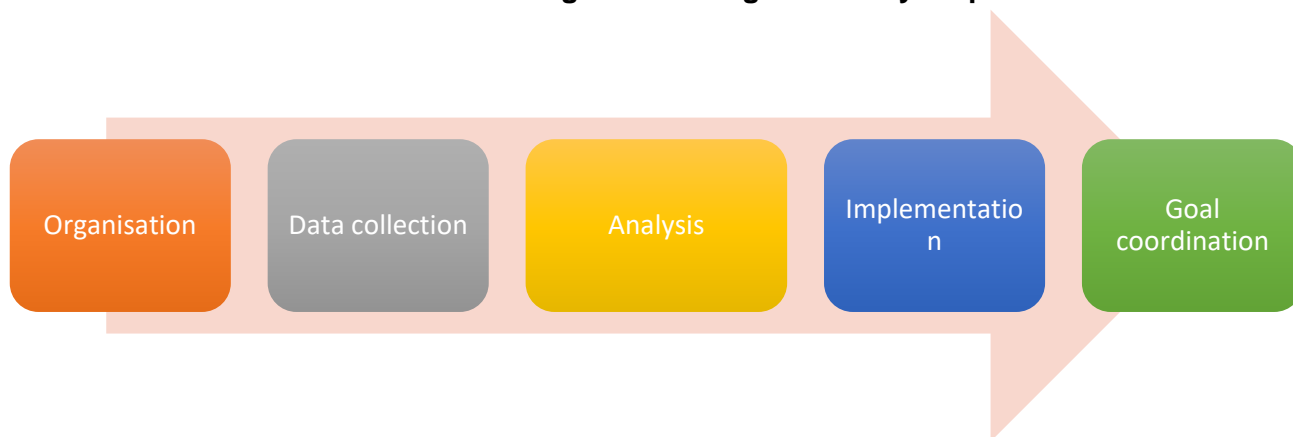 Organisation
Data collection
Analysis
Implementatio
n
Goal
coordination